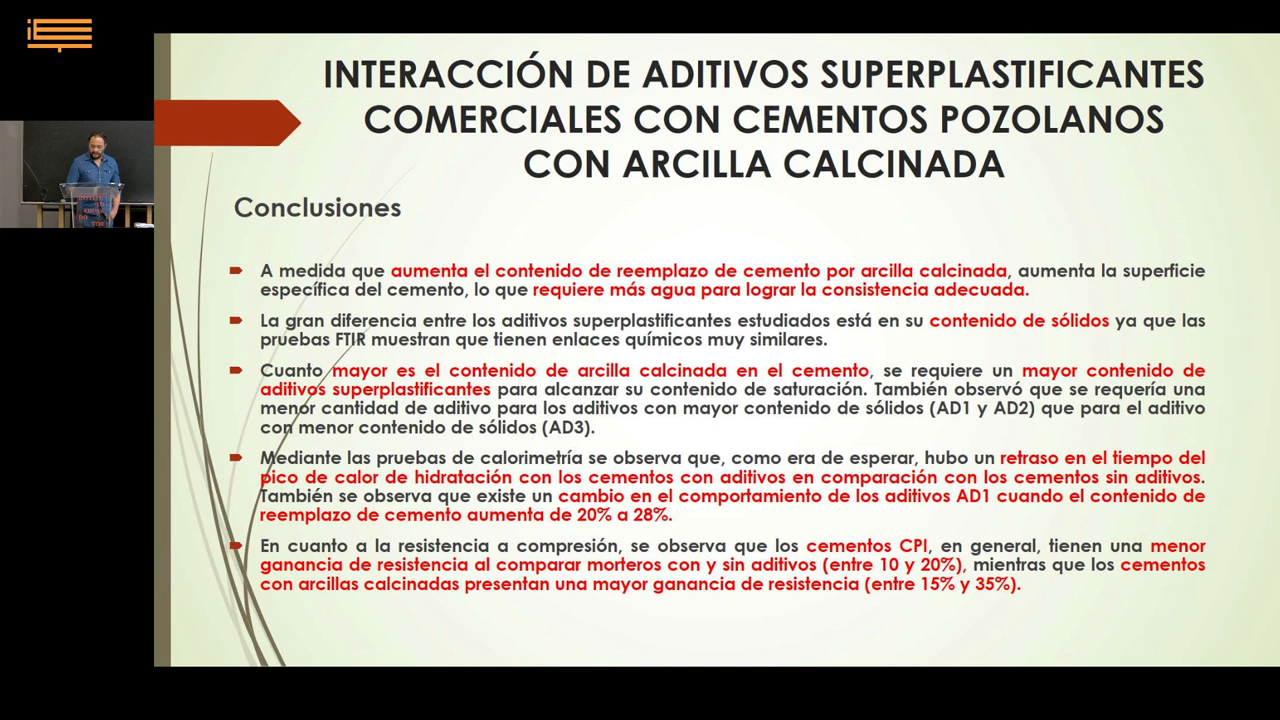 INTERACCIÓN DE ADITIVOS SUPERPLASTIFICANTES
COMERCIALES CON CEMENTOS POZOLANOS
CON ARCILLA CALCINADA
Conclusiones
A medida que aumenta el contenido de reemplazo de cemento por arcilla calcinada, aumenta la superficie
específica del cemento, lo que requiere más agua para lograr la consistencia adecuada.
La gran diferencia entre los aditivos superplastificantes estudiados está en su contenido de sólidos ya que las
pruebas FTIR muestran que tienen enlaces químicos muy similares.
Cuanto mayor es el contenido de arcilla calcinada en el cemento, se requiere un mayor contenido de
aditivos superplastificantes para alcanzar su contenido de saturación. También observó que se requería una
menor cantidad de aditivo para los aditivos con mayor contenido de sólidos (AD1 y AD2) que para el aditivo
con menor contenido de sólidos (AD3).
Mediante las pruebas de calorimetría se observa que, como era de esperar, hubo un retraso en el tiempo del
pico de calor de hidratación con los cementos con aditivos en comparación con los cementos sin aditivos.
También se observa que existe un cambio en el comportamiento de los aditivos AD1 cuando el contenido de
reemplazo de cemento aumenta de 20% a 28%.
En cuanto a la resistencia a compresión, se observa que los cementos CPI, en general, tienen una menor
ganancia de resistencia al comparar morteros con y sin aditivos (entre 10 y 20%), mientras que los cementos
con arcillas calcinadas presentan una mayor ganancia de resistencia (entre 15% y 35%).